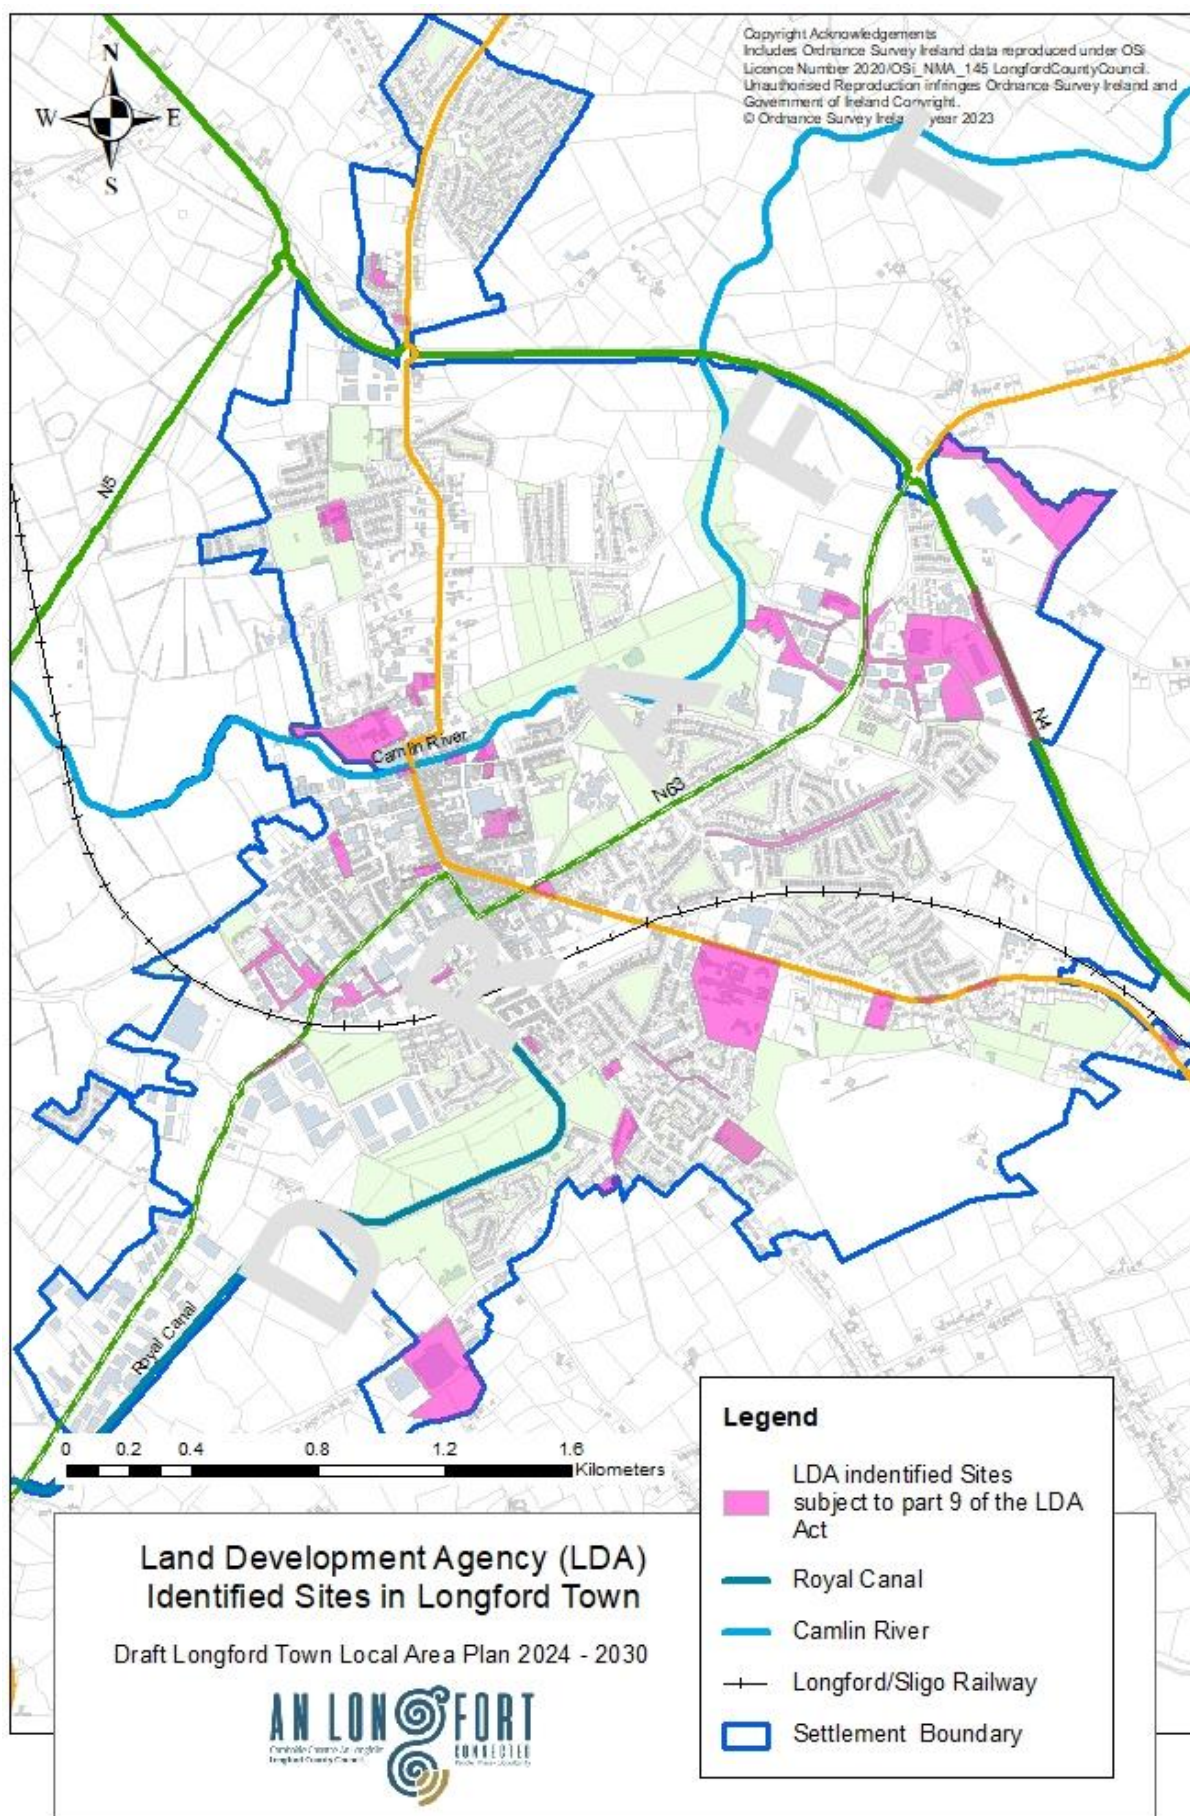 Copyright Acknowledgements
Includes Ordnance Survey Ireland data reproduced under OSi
Licence Number 2020/OSi_NMA_145 LongfordCountyCouncil.
Unauthorised Reproduction infringes Ordnance Survey Ireland and
Government of Ireland Copyright.
© Ordnance Survey Ireland year 2023
N
W E
S
N5
Camlin River
N4
N63
DRAFT
Royal Canal
0 0.2 0.4 0.8 1.2 1.6
Kilometers
Legend
LDA indentified Sites
subject to part 9 of the LDA
Act
Royal Canal
Camlin River
Longford/Sligo Railway
Settlement Boundary
Land Development Agency (LDA)
Identified Sites in Longford Town
Draft Longford Town Local Area Plan 2024 - 2030
AN LONGFORT
Longford County Council
CONNECTED